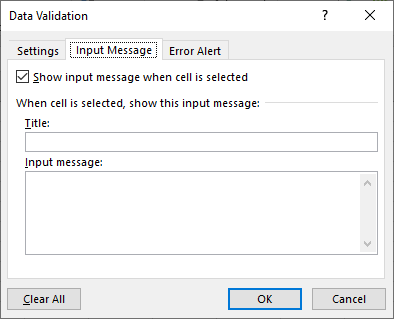 Data Validation ? ×
Settings Input Message Error Alert
Show input message when cell is selected
When cell is selected, show this input message:
Title:
Input message:
Clear All OK Cancel